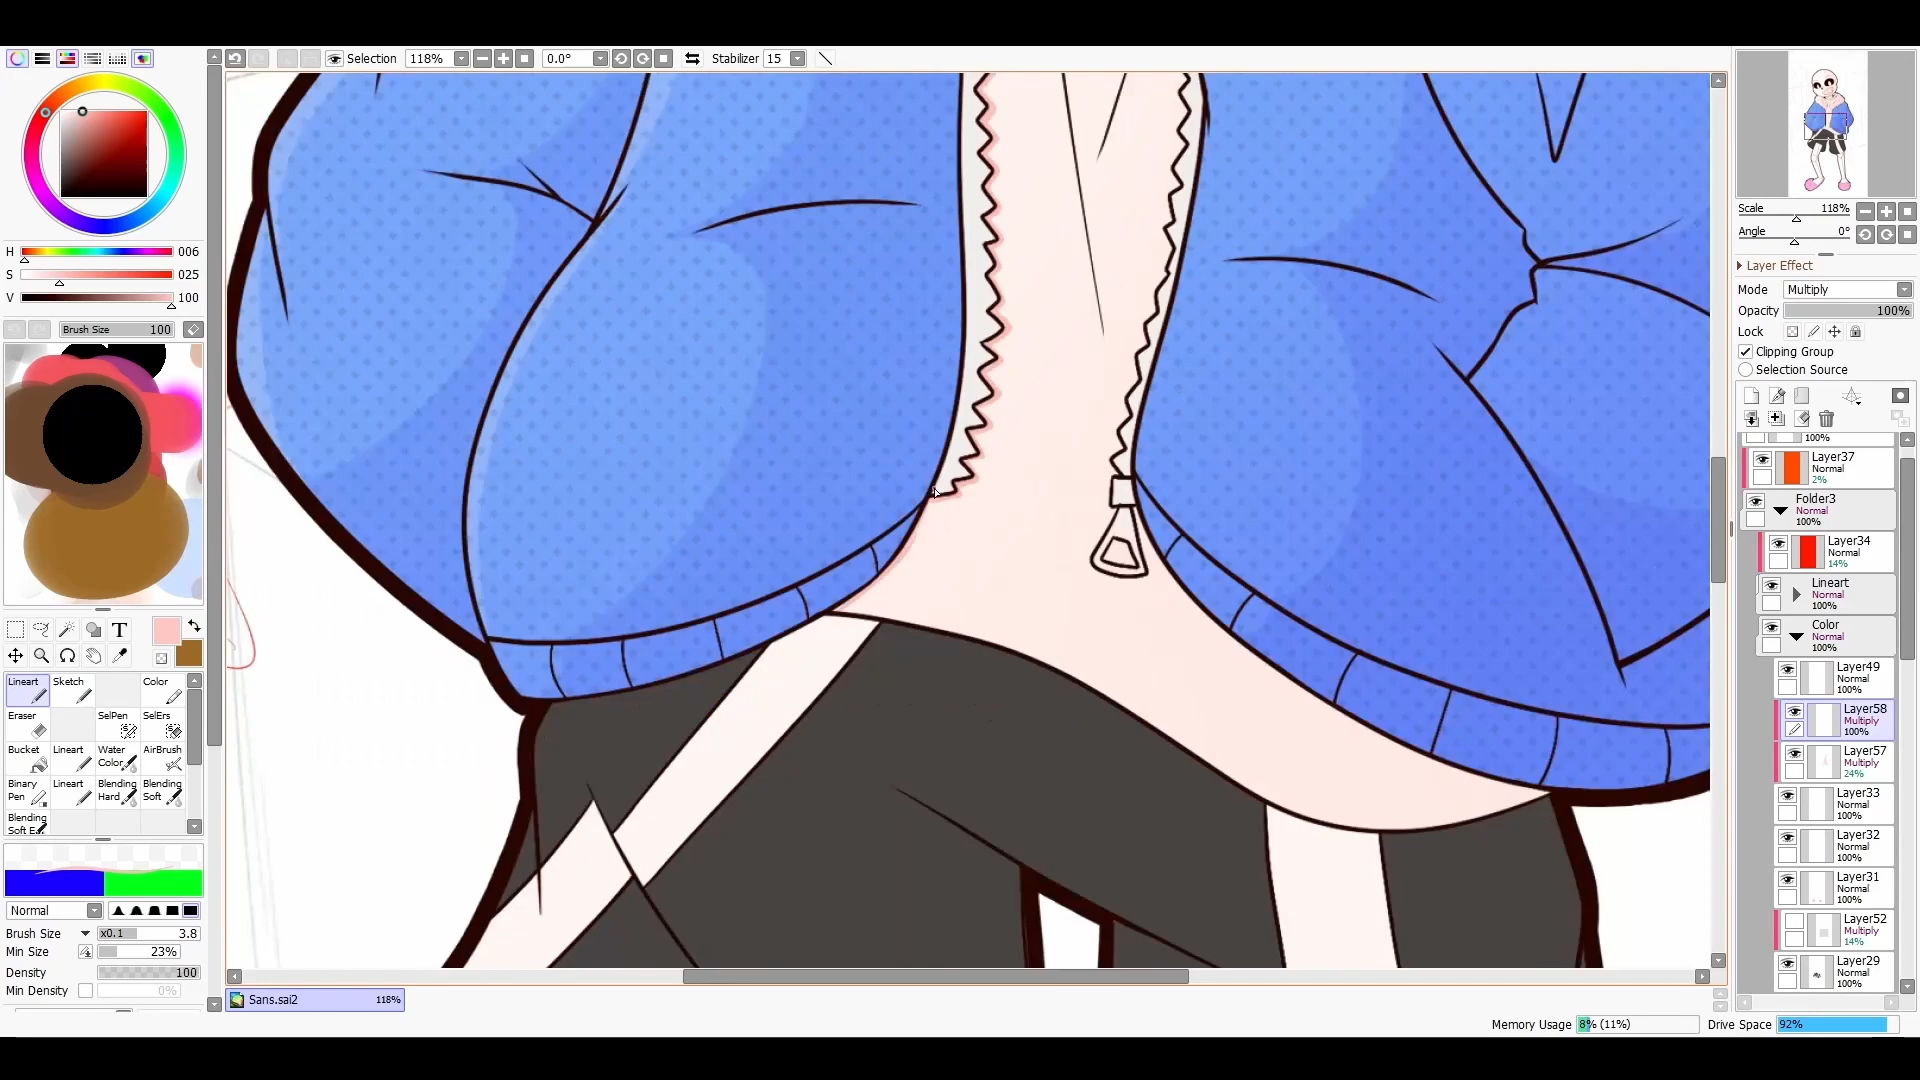 Selection 118% 0.0° Stabilizer 15
H 006
S 025
V 100
Brush Size 100
T
Lineart Sketch Color
Eraser SelPen SelErs
Bucket Lineart Water Color AirBrush
Binary Pen Lineart Blending Hard Blending Soft
Blending Soft E
Normal
Brush Size x0.1 3.8
Min Size 23%
Density 100
Min Density 0%
Sans.sai2 118%
Scale 118%
Angle 0°
Layer Effect
Mode Multiply
Opacity 100%
Lock
Clipping Group
Selection Source
100%
Layer37
Normal
2%
Folder3
Normal
100%
Layer34
Normal
14%
Lineart
Normal
100%
Color
Normal
100%
Layer49
Normal
100%
Layer58
Multiply
100%
Layer57
Multiply
24%
Layer33
Normal
100%
Layer32
Normal
100%
Layer31
Normal
100%
Layer52
Multiply
14%
Layer29
Normal
100%
Memory Usage 8% (11%) Drive Space 92%